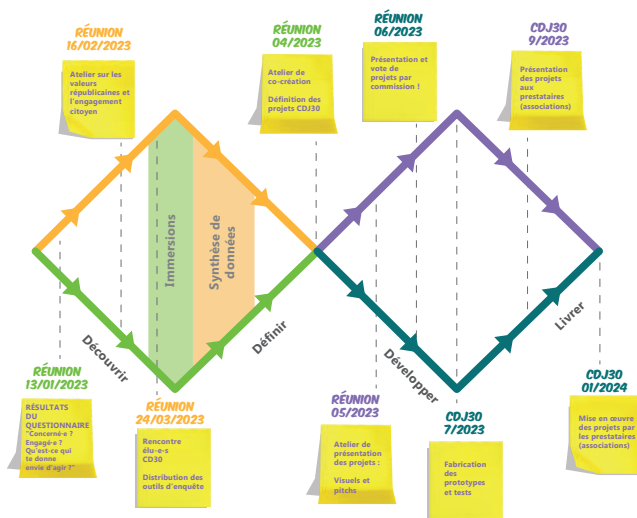 RÉUNION
16/02/2023
Atelier sur les
valeurs
républicaines et
l'engagement
citoyen
RÉUNION
04/2023
Atelier de
co-création
Définition des
projets CDJ30
RÉUNION
06/2023
Présentation et
vote de
projets par
commission !
CDJ30
9/2023
Présentation
des projets
aux
prestataires
(associations)
Immersions
Synthèse de
données
Découvrir
Définir
Développer
Livrer
RÉUNION
13/01/2023
RÉSULTATS
DU
QUESTIONNAIRE
"Concerné·e ?
Engagé·e ?
Qu'est-ce qui
te donne
envie d'agir ?"
RÉUNION
24/03/2023
Rencontre
élu-e-s
CD30
Distribution des
outils d'enquête
RÉUNION
05/2023
Atelier de
présentation
des projets :
Visuels et
pitchs
CDJ30
7/2023
Fabrication
des
prototypes
et tests
CDJ30
01/2024
Mise en œuvre
des projets par
les prestataires
(associations)